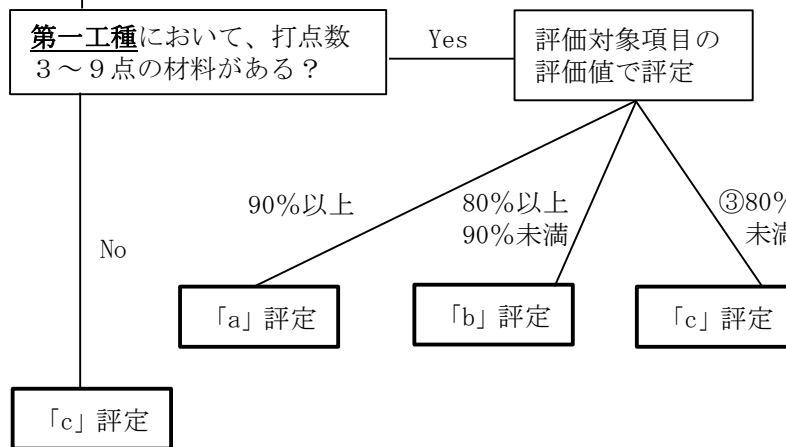 第一工種において、打点数
３～９点の材料がある？
Yes
評価対象項目の
評価値で評定
90％以上
80％以上
90％未満
③80％
未満
No
「a」評定
「b」評定
「c」評定
「c」評定